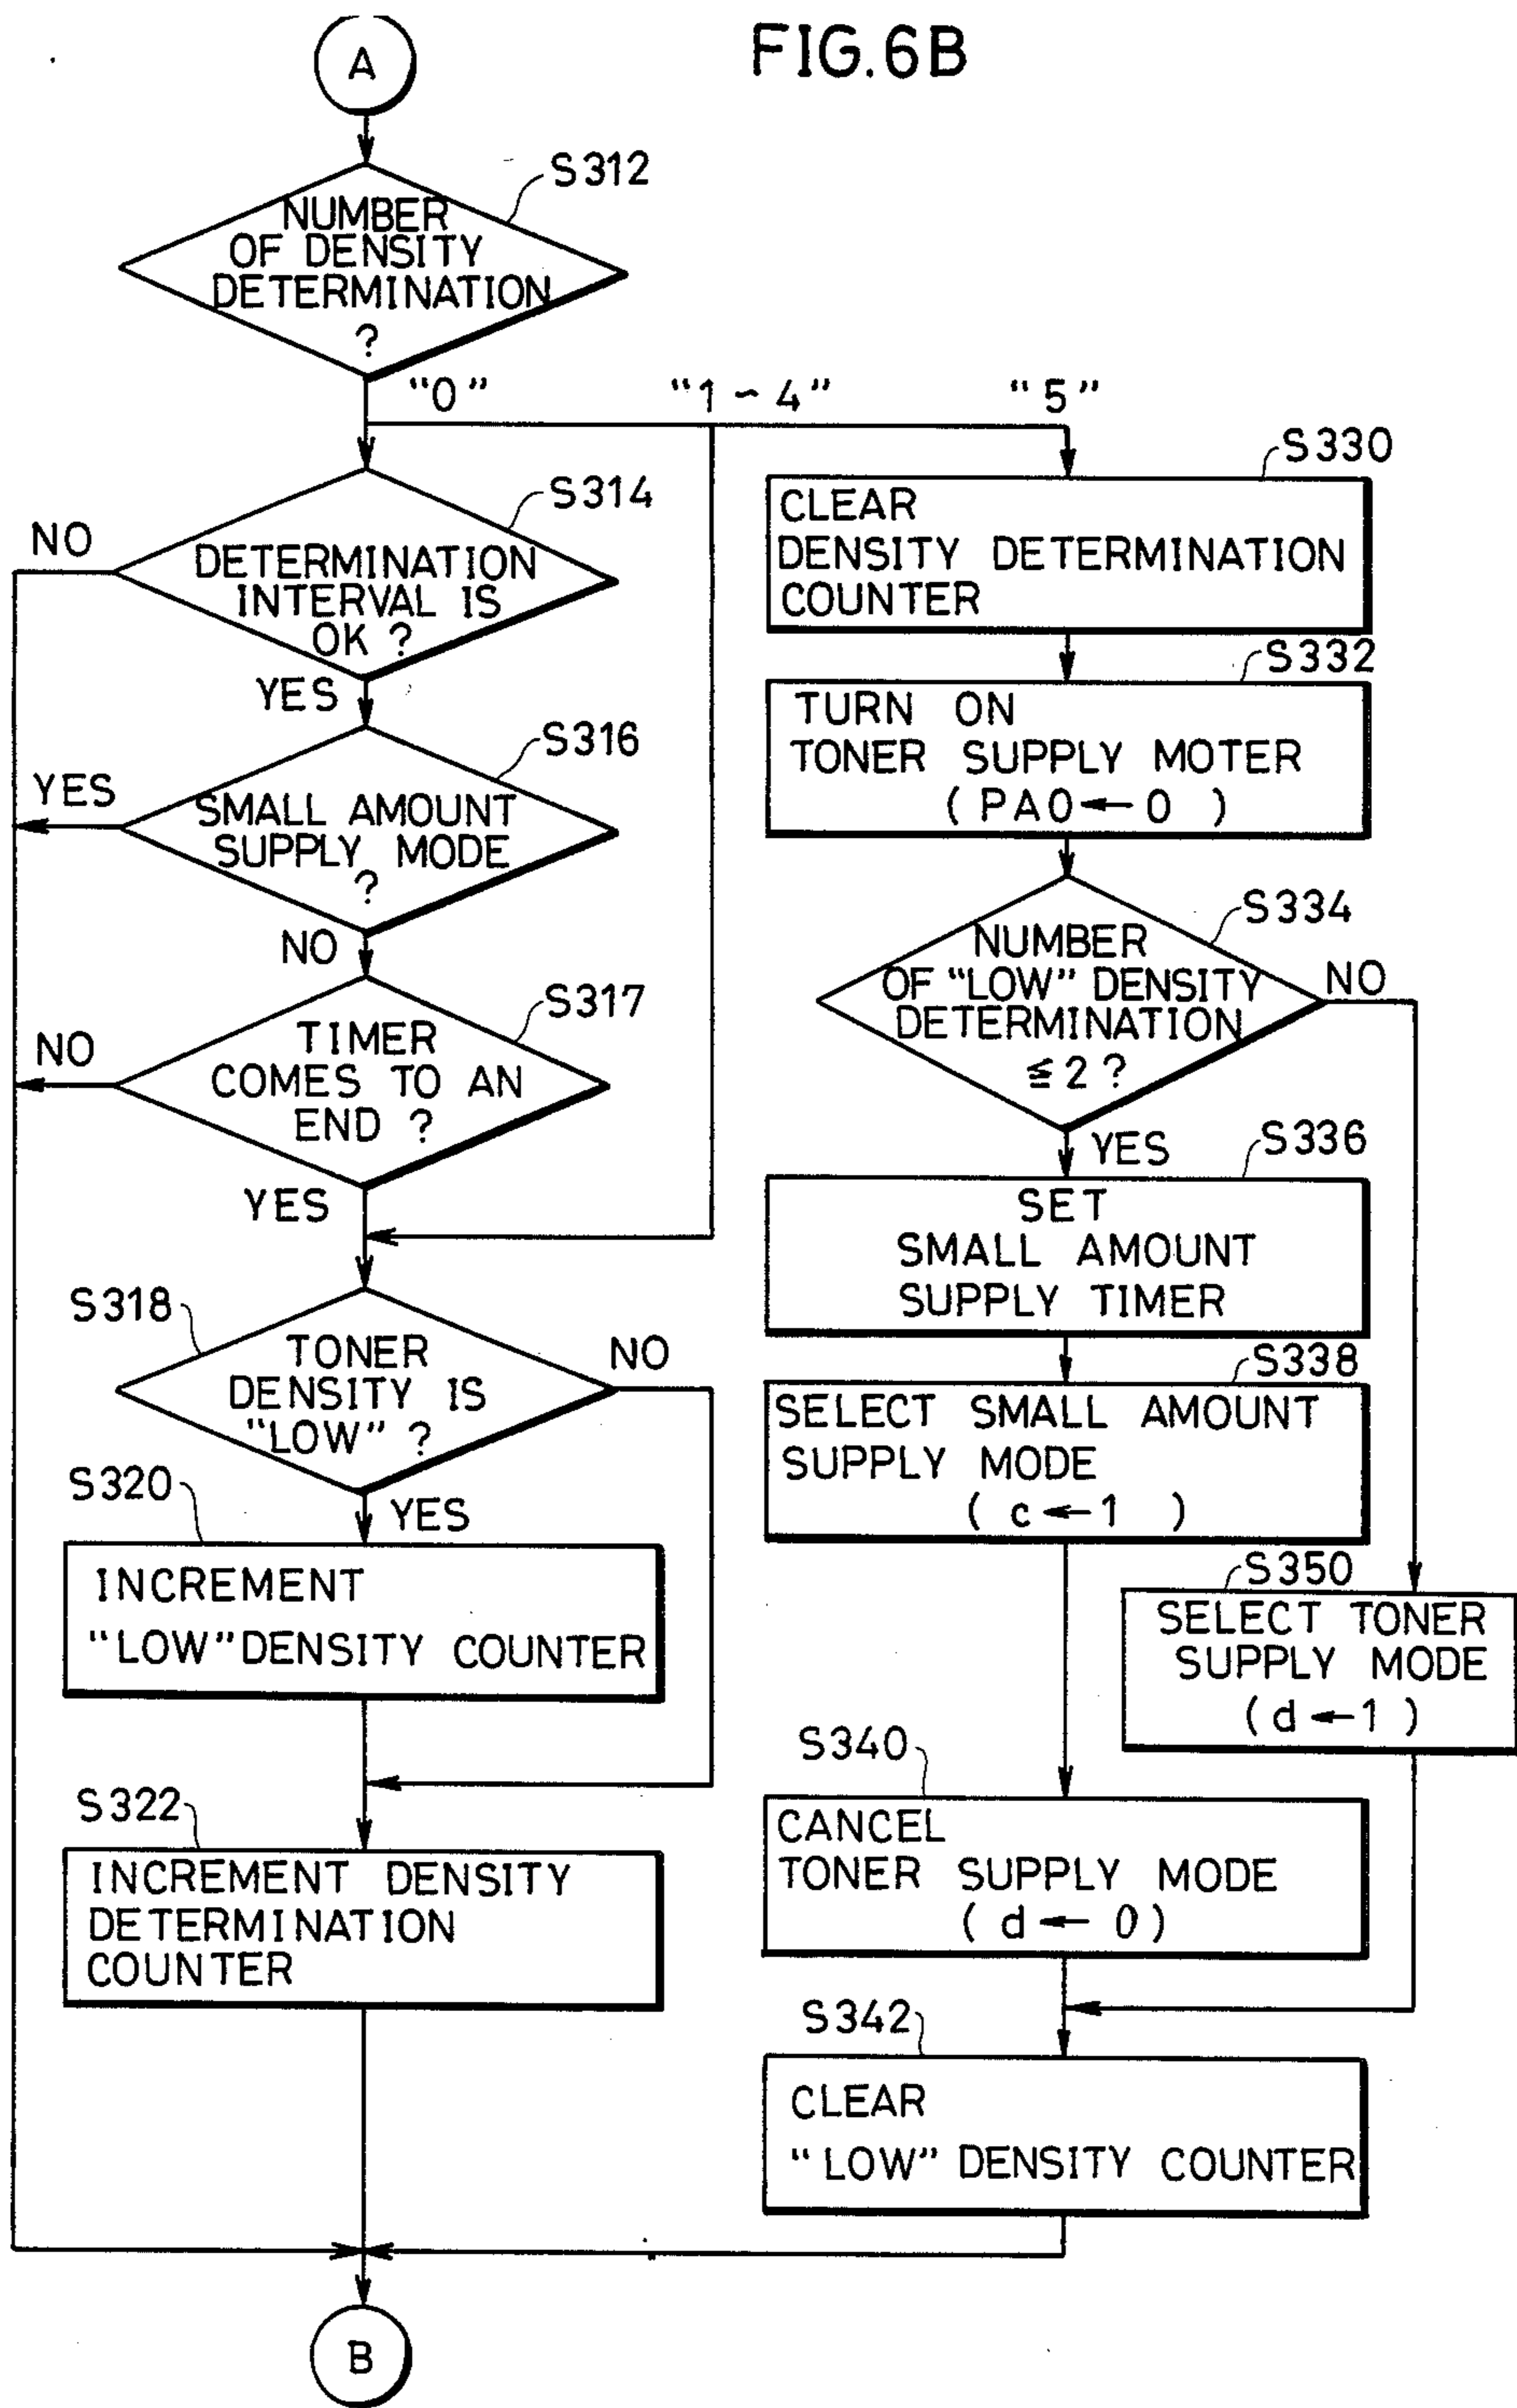 FIG.6B
A
S312
NUMBER
OF DENSITY
DETERMINATION
?
"0"
"1~4"
"5"
S314
NO
DETERMINATION
INTERVAL IS
OK ?
YES
S316
YES
SMALL AMOUNT
SUPPLY MODE
?
NO
S317
NO
TIMER
COMES TO AN
END ?
YES
S318
TONER
DENSITY IS
"LOW" ?
NO
YES
S320
INCREMENT
"LOW" DENSITY COUNTER
S322
INCREMENT DENSITY
DETERMINATION
COUNTER
S330
CLEAR
DENSITY DETERMINATION
COUNTER
S332
TURN ON
TONER SUPPLY MOTER
( PA0 ← 0 )
S334
NUMBER
OF "LOW" DENSITY
DETERMINATION
≦ 2 ?
NO
YES
S336
SET
SMALL AMOUNT
SUPPLY TIMER
S338
SELECT SMALL AMOUNT
SUPPLY MODE
( c ← 1 )
S350
SELECT TONER
SUPPLY MODE
( d ← 1 )
S340
CANCEL
TONER SUPPLY MODE
( d ← 0 )
S342
CLEAR
"LOW" DENSITY COUNTER
B